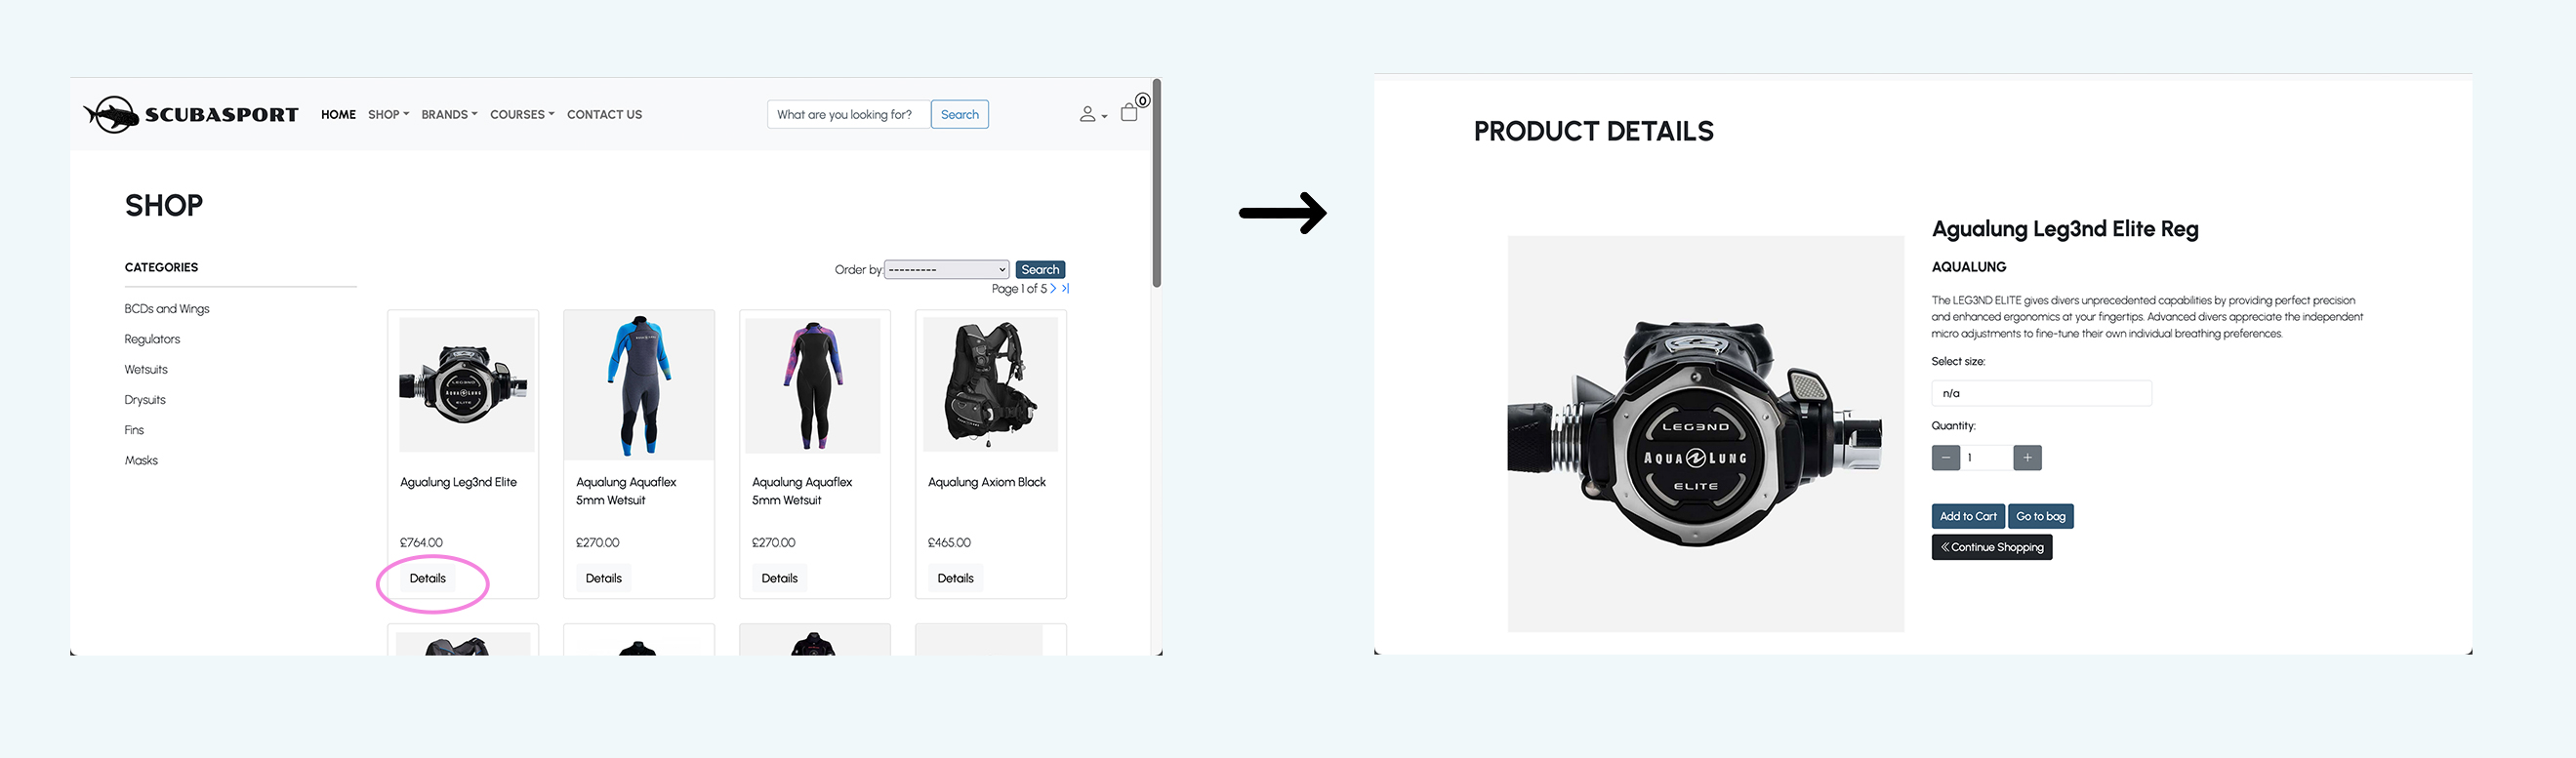 SCUBASPORT
HOME SHOP BRANDS COURSES CONTACT US
What are you looking for? Search
0
SHOP
CATEGORIES
BCDs and Wings
Regulators
Wetsuits
Drysuits
Fins
Masks
Order by: --------- Search
Page 1 of 5 > >|
LEG3ND
AQUA LUNG
ELITE
Agualung Leg3nd Elite
£764.00
Details
Aqualung Aquaflex
5mm Wetsuit
£270.00
Details
Aqualung Aquaflex
5mm Wetsuit
£270.00
Details
Aqualung Axiom Black
£465.00
Details
PRODUCT DETAILS
LEG3ND
AQUA LUNG
ELITE
Agualung Leg3nd Elite Reg
AQUALUNG
The LEG3ND ELITE gives divers unprecedented capabilities by providing perfect precision
and enhanced ergonomics at your fingertips. Advanced divers appreciate the independent
micro adjustments to fine-tune their own individual breathing preferences.
Select size:
n/a
Quantity:
− 1 +
Add to Cart Go to bag
« Continue Shopping